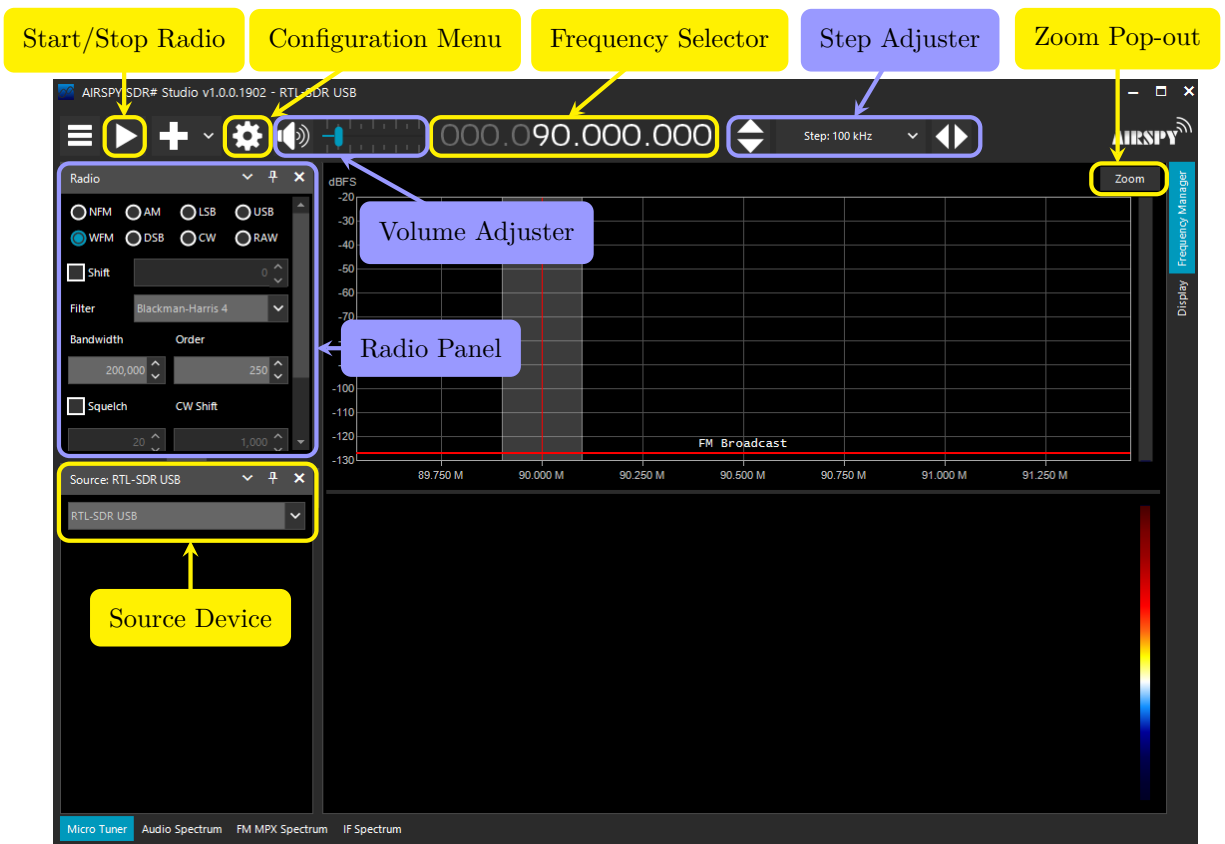 Start/Stop Radio Configuration Menu Frequency Selector Step Adjuster Zoom Pop-out
AIRSPY SDR# Studio v1.0.0.1902 - RTL-SDR USB
000.090.000.000 Step: 100 kHz AIRSPY
Radio
NFM AM LSB USB
WFM DSB CW RAW
Shift 0
Filter Blackman-Harris 4
Bandwidth Order
200,000 250
Squelch CW Shift
20 1,000
Source: RTL-SDR USB
RTL-SDR USB
Source Device
dBFS Zoom
-20
-30
-40
-50
-60
-70
-100
-110
-120
-130
Volume Adjuster
Radio Panel
FM Broadcast
89.750 M 90.000 M 90.250 M 90.500 M 90.750 M 91.000 M 91.250 M
Frequency Manager
Display
Micro Tuner Audio Spectrum FM MPX Spectrum IF Spectrum